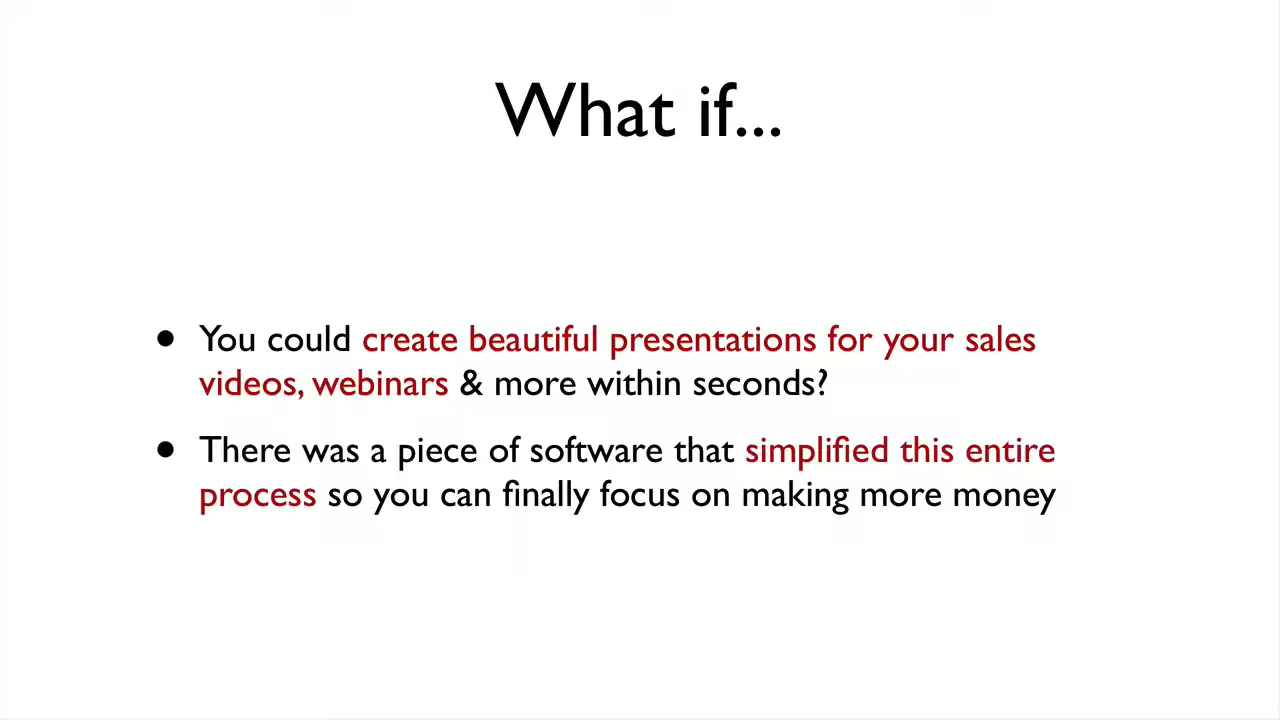 What if...
• You could create beautiful presentations for your sales
videos, webinars & more within seconds?
• There was a piece of software that simplified this entire
process so you can finally focus on making more money